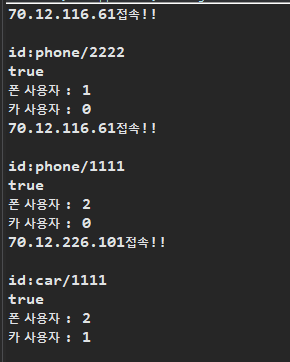 70.12.116.61접속!!
id:phone/2222
true
폰 사용자 : 1
카 사용자 : 0
70.12.116.61접속!!
id:phone/1111
true
폰 사용자 : 2
카 사용자 : 0
70.12.226.101접속!!
id:car/1111
true
폰 사용자 : 2
카 사용자 : 1